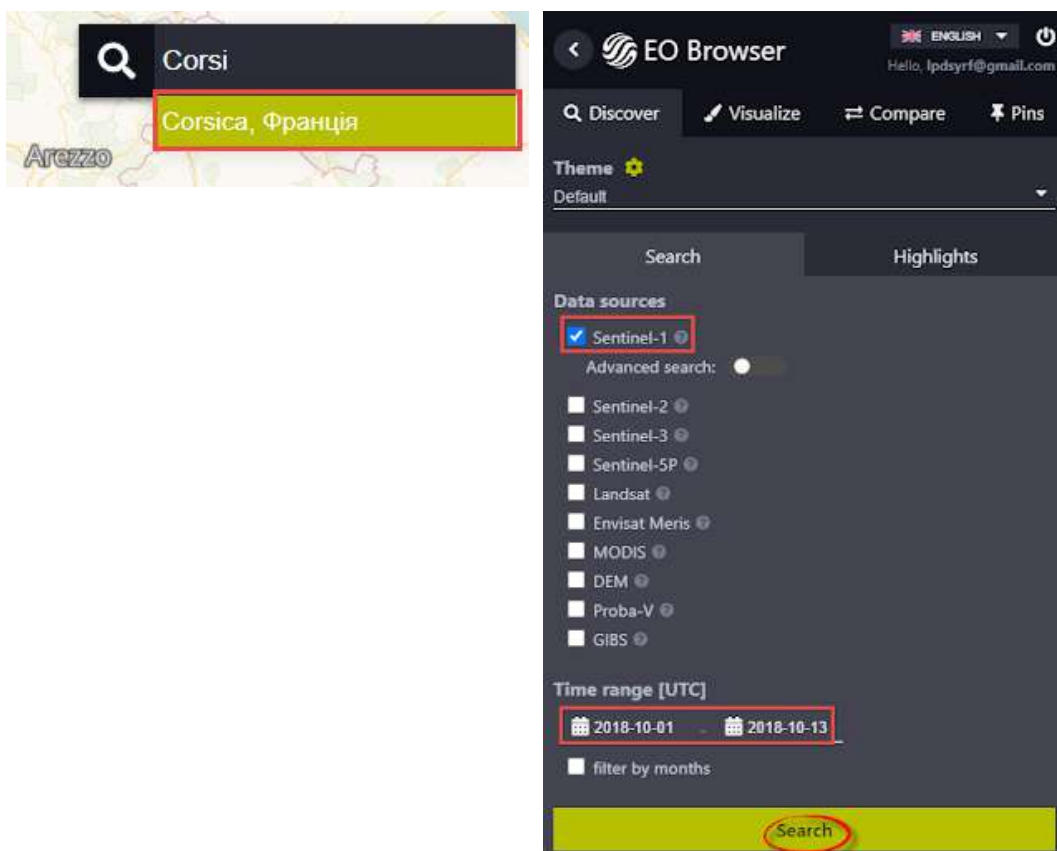 Corsi
Corsica, Франція
Arezzo
EO Browser
ENGLISH
Hello, lpdsyrf@gmail.com
Discover Visualize Compare Pins
Theme
Default
Search Highlights
Data sources
Sentinel-1
Advanced search:
Sentinel-2
Sentinel-3
Sentinel-5P
Landsat
Envisat Meris
MODIS
DEM
Proba-V
GIBS
Time range [UTC]
2018-10-01 - 2018-10-13
filter by months
Search